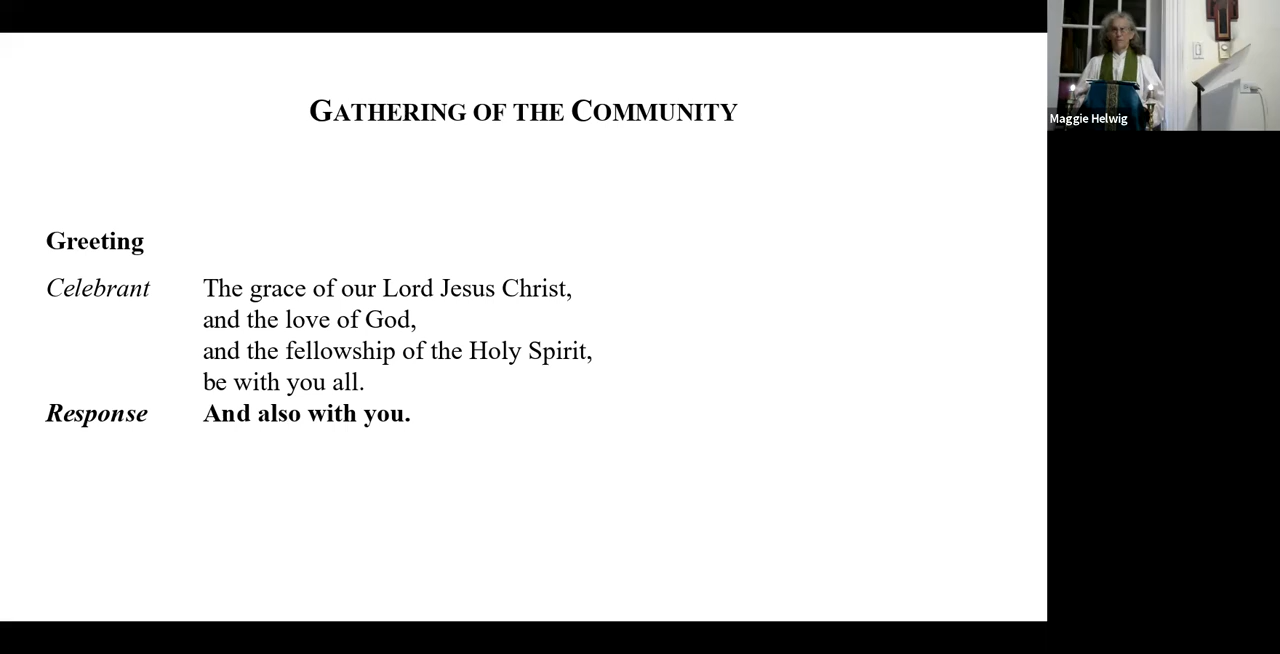 GATHERING OF THE COMMUNITY
Maggie Helwig
Greeting
Celebrant The grace of our Lord Jesus Christ,
and the love of God,
and the fellowship of the Holy Spirit,
be with you all.
Response And also with you.